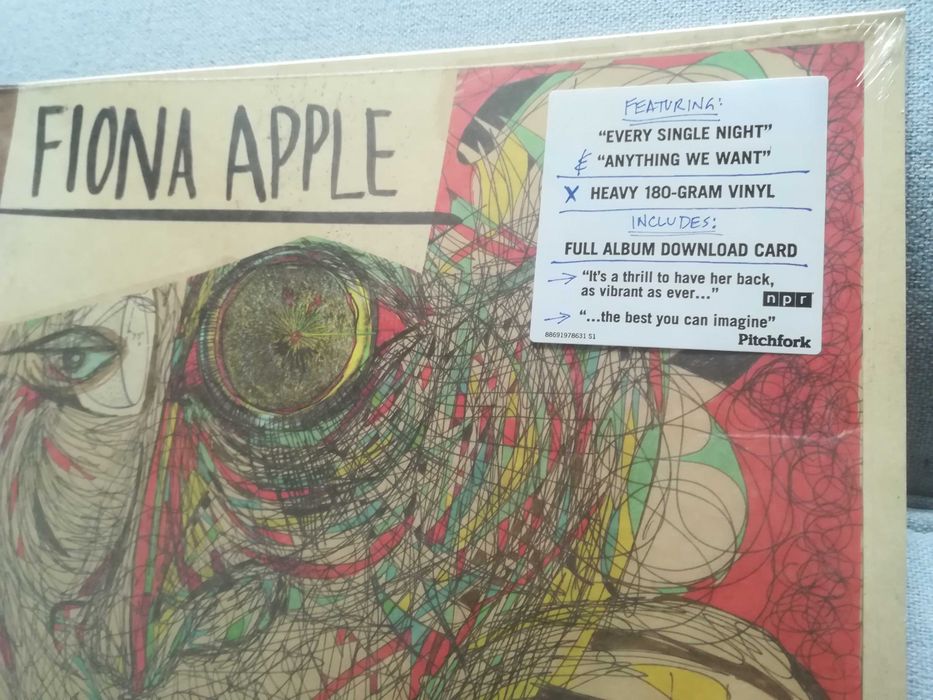 FIONA APPLE
FEATURING:
"EVERY SINGLE NIGHT"
& "ANYTHING WE WANT"
X HEAVY 180-GRAM VINYL
INCLUDES:
FULL ALBUM DOWNLOAD CARD
→ "It's a thrill to have her back,
as vibrant as ever..."
npr
→ "...the best you can imagine"
Pitchfork
88691978631 S1